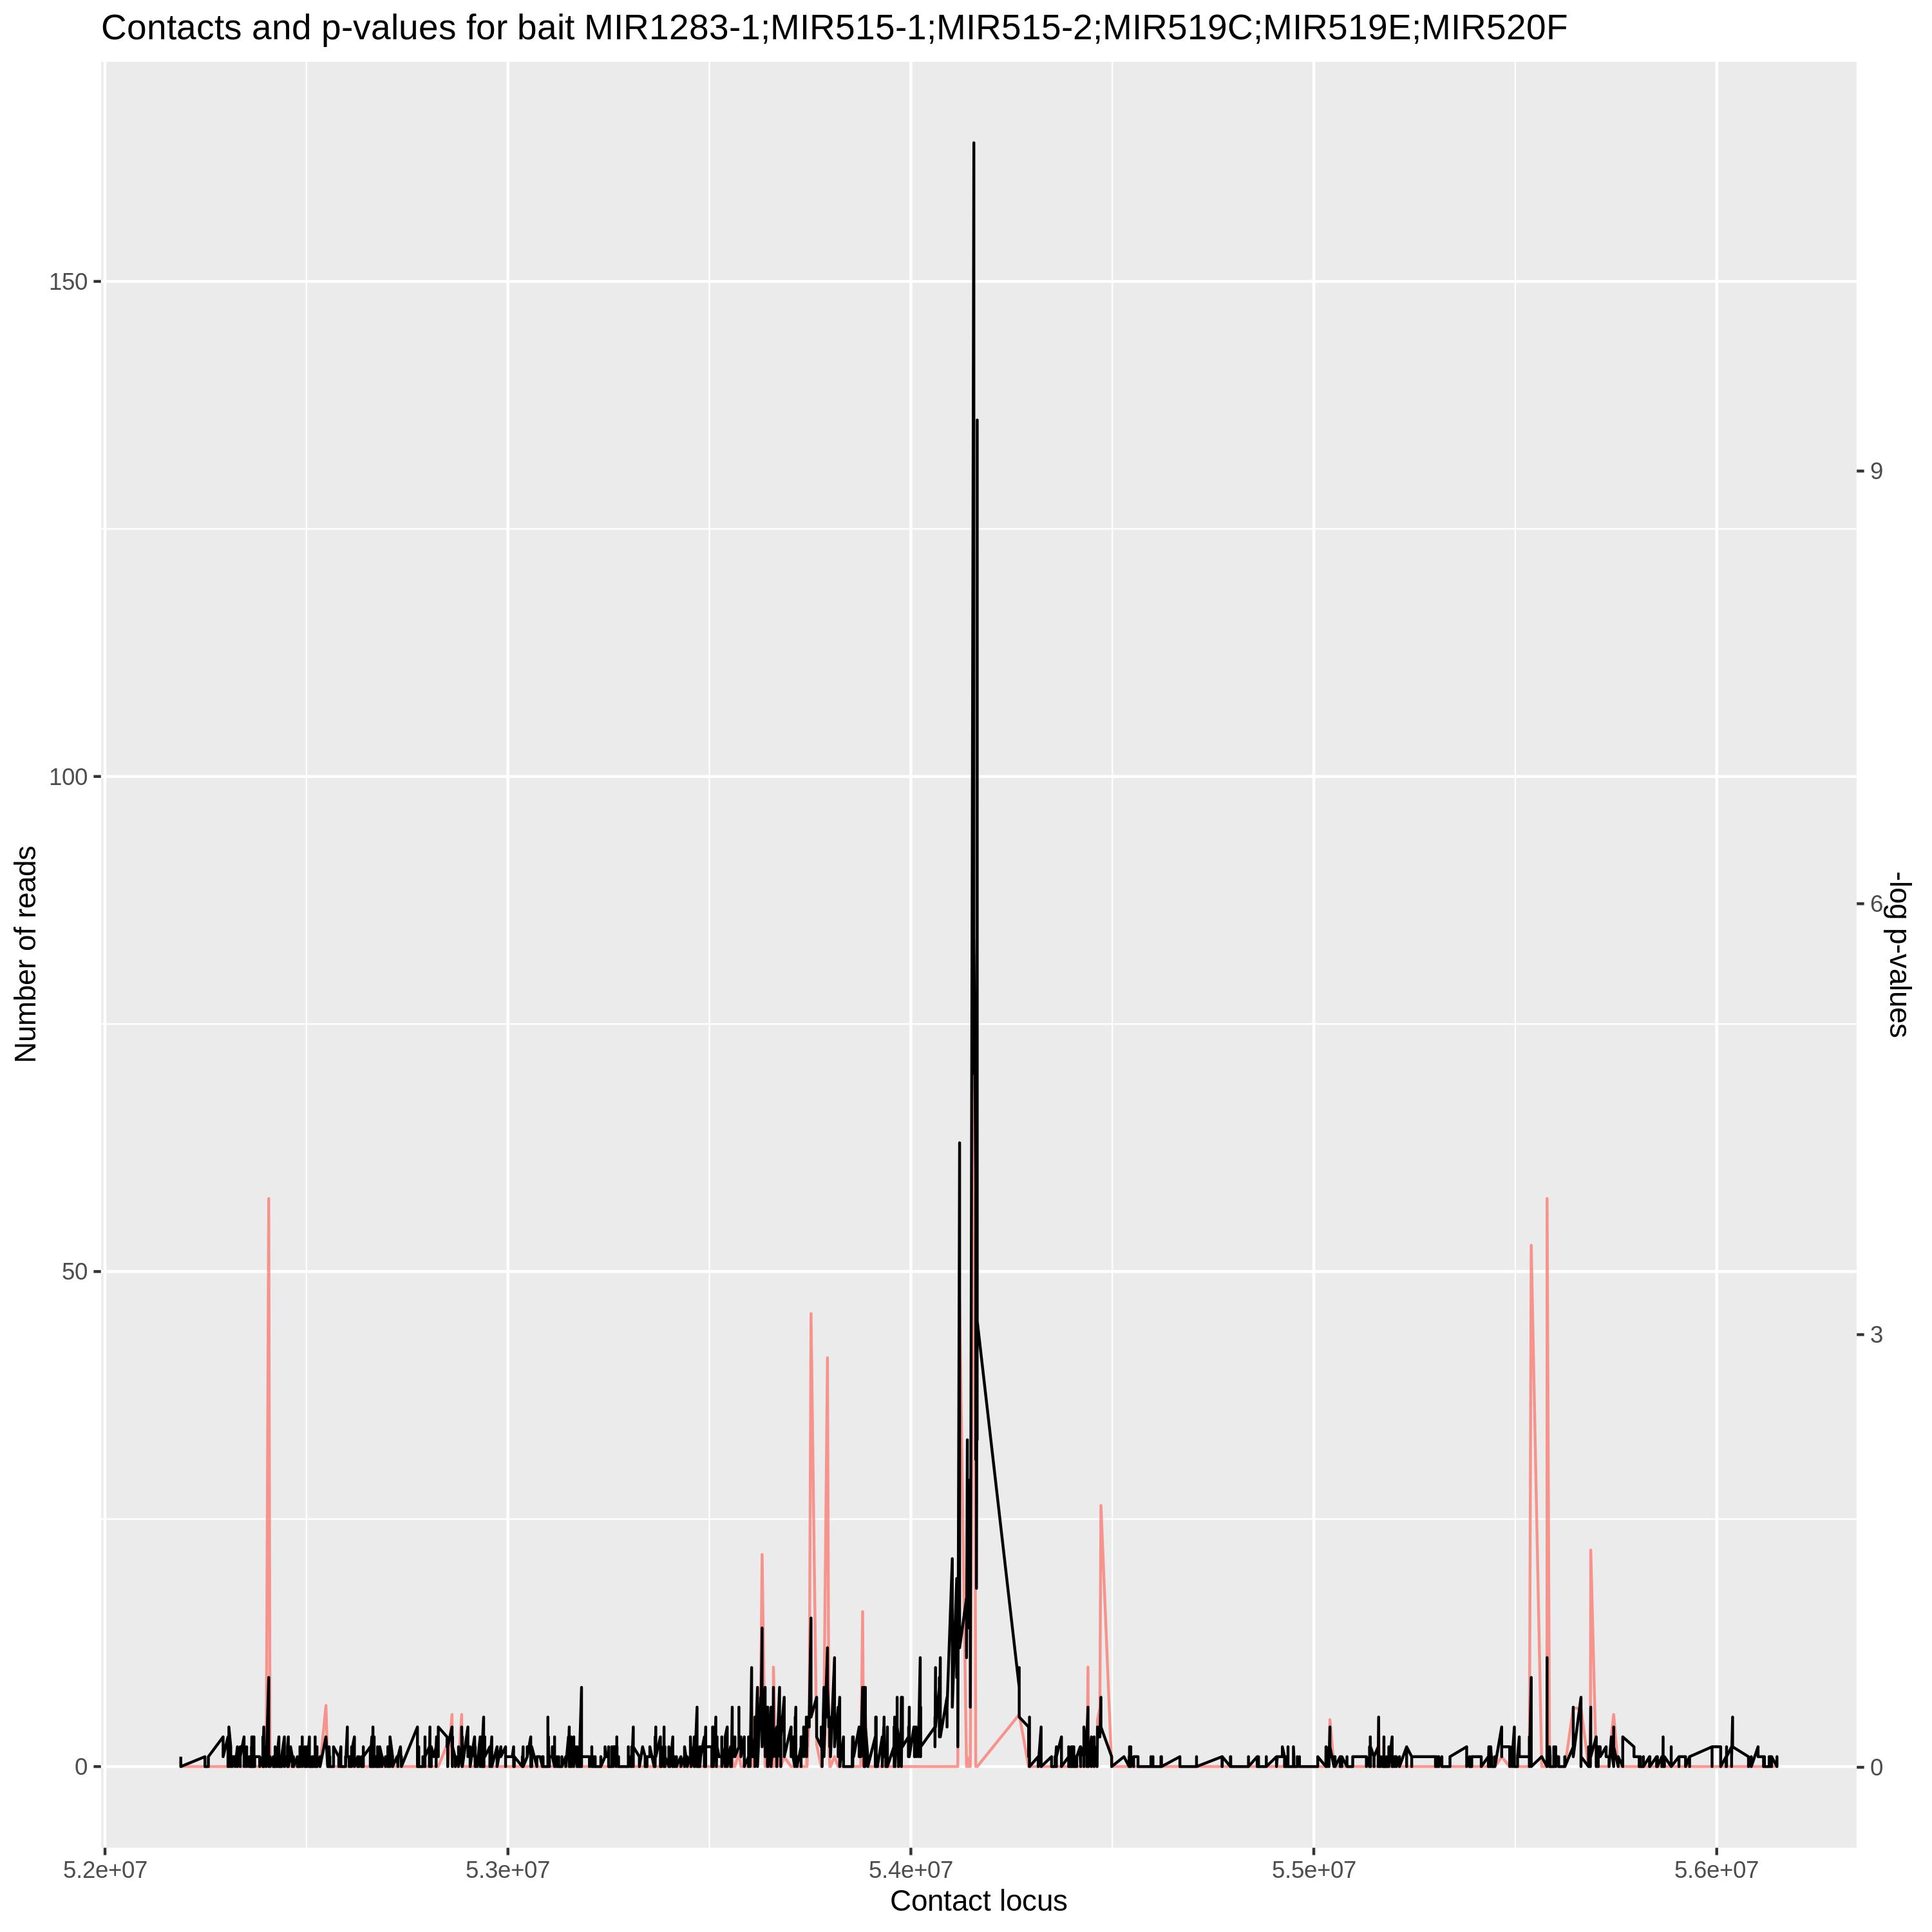 Contacts and p-values for bait MIR1283-1;MIR515-1;MIR515-2;MIR519C;MIR519E;MIR520F
150
100
50
0
Number of reads
9
6
3
0
-log p-values
5.2e+07
5.3e+07
5.4e+07
5.5e+07
5.6e+07
Contact locus